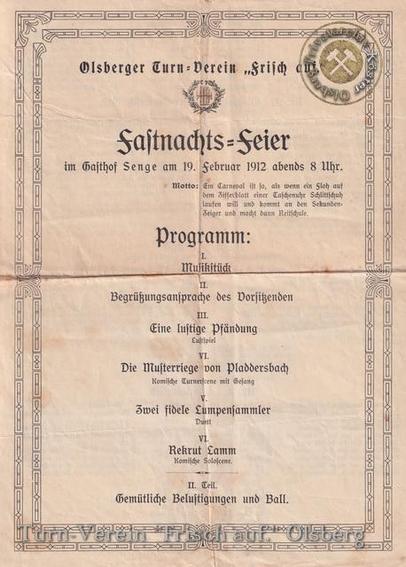 Olsberger Turn-Verein „Frisch auf“
Fastnachts-Feier
im Gasthof Senge am 19. Februar 1912 abends 8 Uhr.
Motto: Ein Carneval ist so, als wenn ein Floh auf
dem Zifferblatt einer Taschenuhr Schlittschuh
laufen will und kommt an den Sekunden-
Zeiger und macht dann Reitschule.
Programm:
I.
Musikstück
II.
Begrüßungsansprache des Vorsitzenden
III.
Eine lustige Pfändung
Lustspiel
VI.
Die Musterriege von Pladdersbach
Komische Turnerscene mit Gesang
V.
Zwei fidele Lumpensammler
Duett
VI.
Rekrut Lamm
Komische Soloscene.
II. Teil.
Gemütliche Belustigungen und Ball.
Turn-Verein "Frisch auf." Olsberg